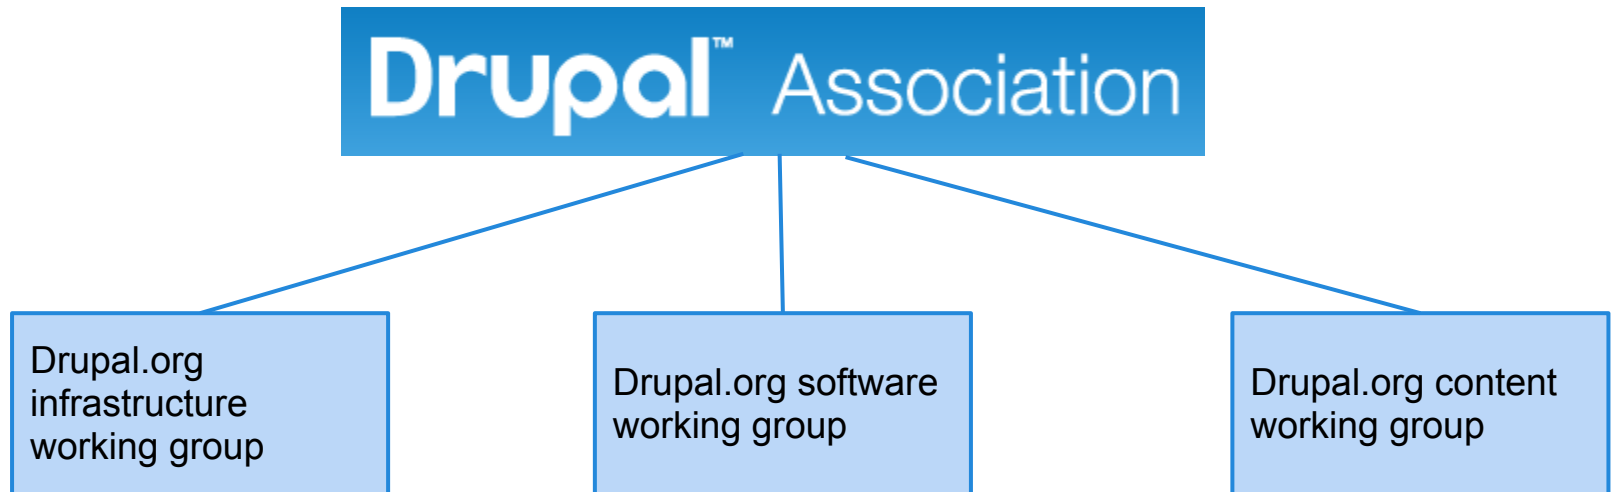 Drupal™ Association
Drupal.org
infrastructure
working group
Drupal.org software
working group
Drupal.org content
working group